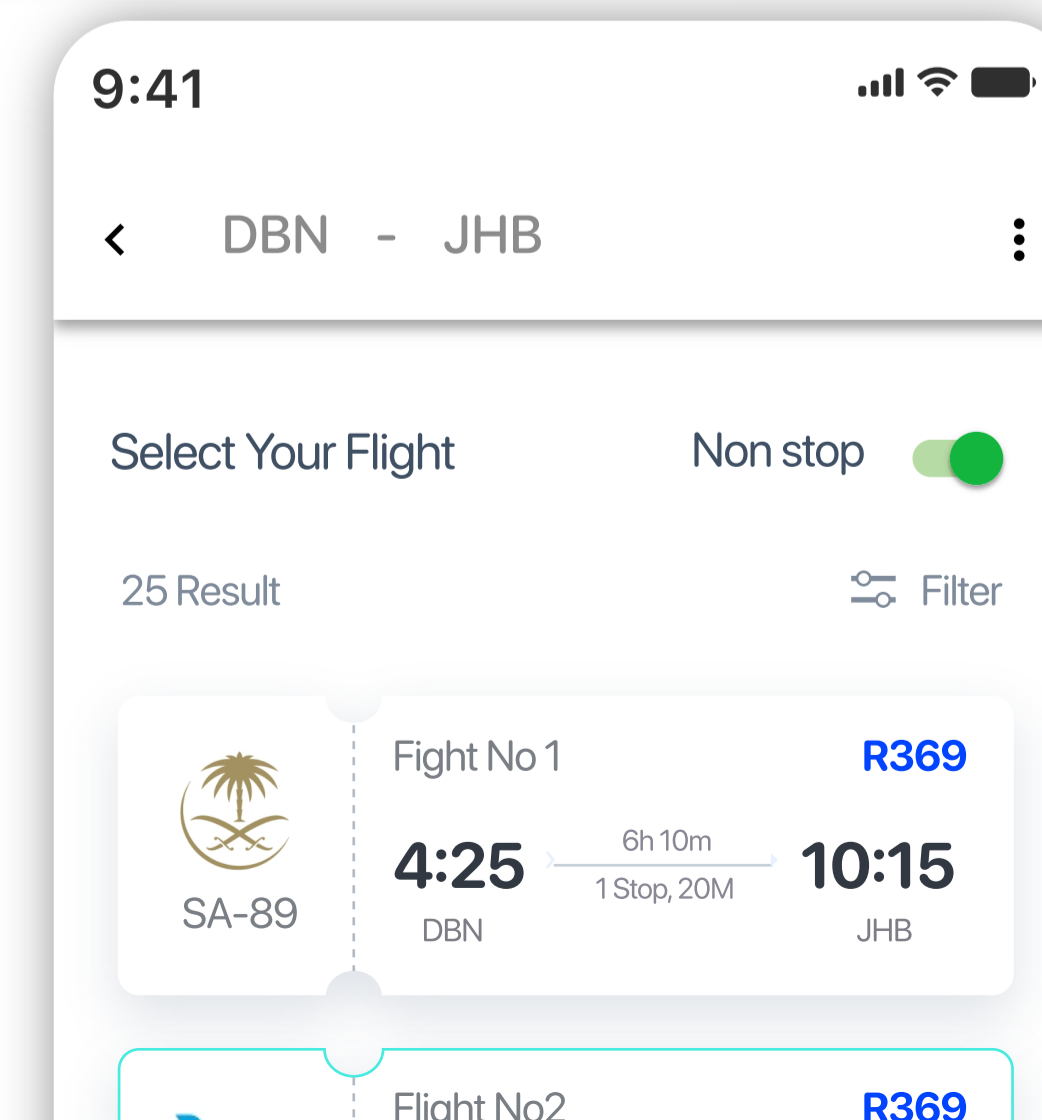 9:41
DBN - JHB
Select Your Flight Non stop
25 Result Filter
Fight No 1 R369
6h 10m
4:25 10:15
1 Stop, 20M
SA-89 DBN JHB
Flight No2 R369